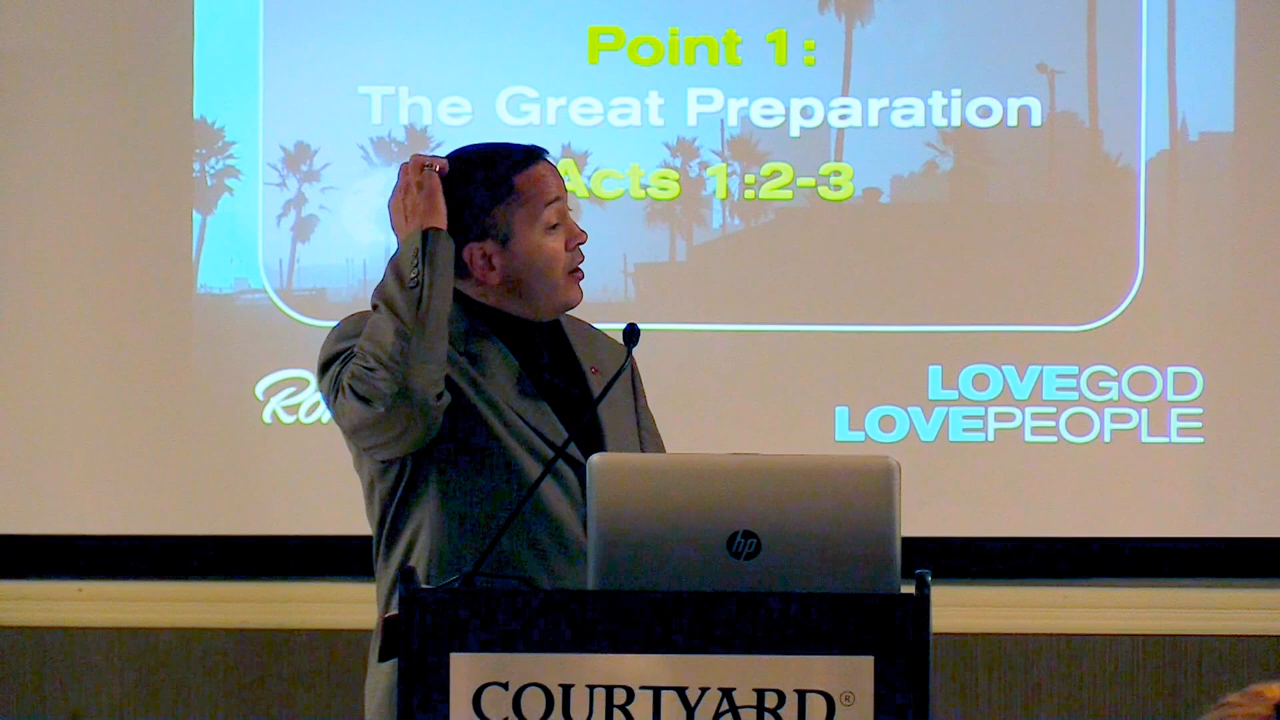 Point 1:
The Great Preparation
Acts 1:2-3
LOVEGOD
LOVEPEOPLE
hp
COURTYARD®